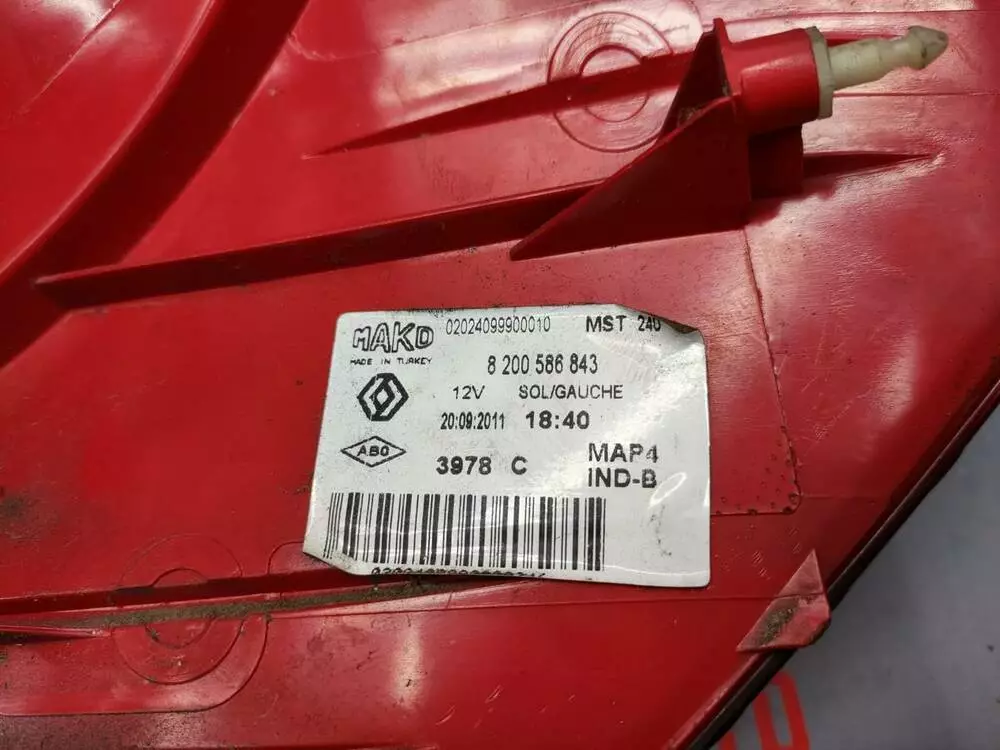 MAKO 02024099900010 MST 240
MADE IN TURKEY
8 200 586 843
12V SOL/GAUCHE
20:09:2011 18:40
ABO
3978 C MAP4
IND-B